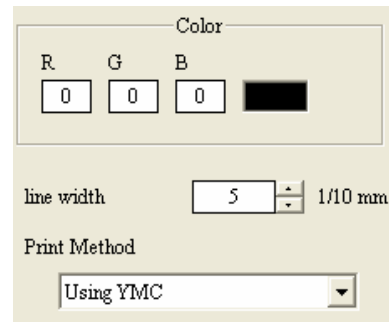 Color
R G B
0 0 0
line width 5 1/10 mm
Print Method
Using YMC